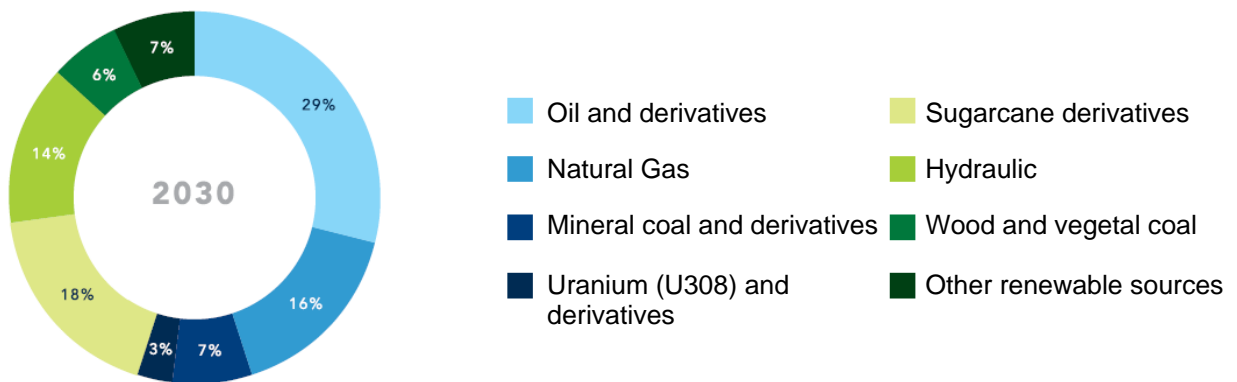 7%
6%
29%
14%
2030
18%
16%
3%
7%
Oil and derivatives
Natural Gas
Mineral coal and derivatives
Uranium (U308) and
derivatives
Sugarcane derivatives
Hydraulic
Wood and vegetal coal
Other renewable sources